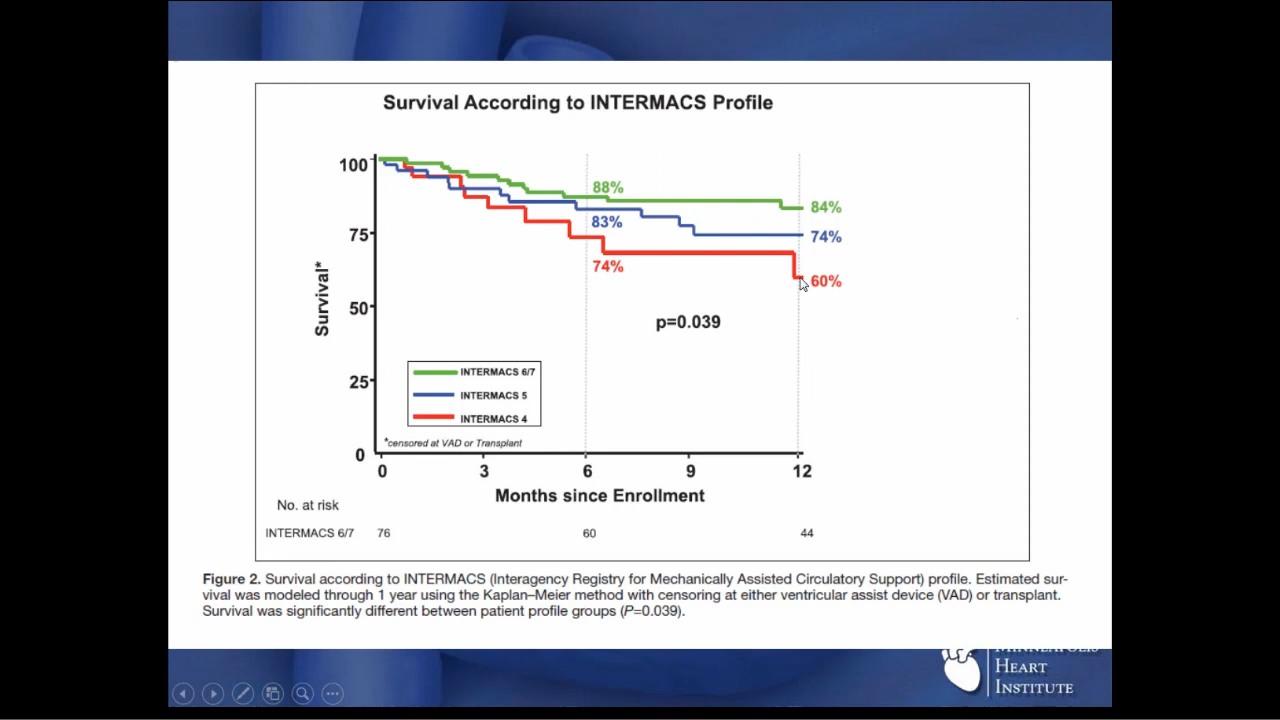 Survival According to INTERMACS Profile
100
75
50
25
0
Survival*
88%
83%
74%
84%
74%
60%
p=0.039
INTERMACS 6/7
INTERMACS 5
INTERMACS 4
*censored at VAD or Transplant
0 3 6 9 12
Months since Enrollment
No. at risk
INTERMACS 6/7 76 60 44
Figure 2. Survival according to INTERMACS (Interagency Registry for Mechanically Assisted Circulatory Support) profile. Estimated sur-
vival was modeled through 1 year using the Kaplan–Meier method with censoring at either ventricular assist device (VAD) or transplant.
Survival was significantly different between patient profile groups (P=0.039).
MINNEAPOLIS
HEART
INSTITUTE